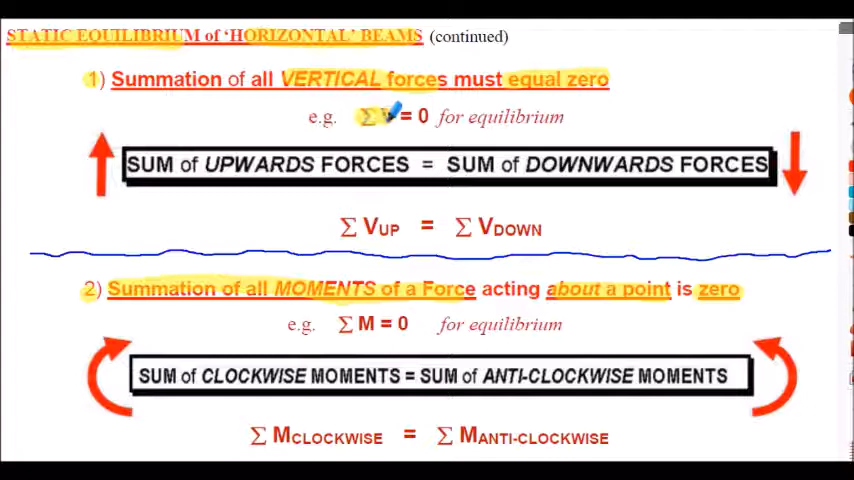 STATIC EQUILIBRIUM of 'HORIZONTAL' BEAMS (continued)
1) Summation of all VERTICAL forces must equal zero
e.g. ∑ V = 0 for equilibrium
SUM of UPWARDS FORCES = SUM of DOWNWARDS FORCES
∑ VUP = ∑ VDOWN
2) Summation of all MOMENTS of a Force acting about a point is zero
e.g. ∑ M = 0 for equilibrium
SUM of CLOCKWISE MOMENTS = SUM of ANTI-CLOCKWISE MOMENTS
∑ MCLOCKWISE = ∑ MANTI-CLOCKWISE